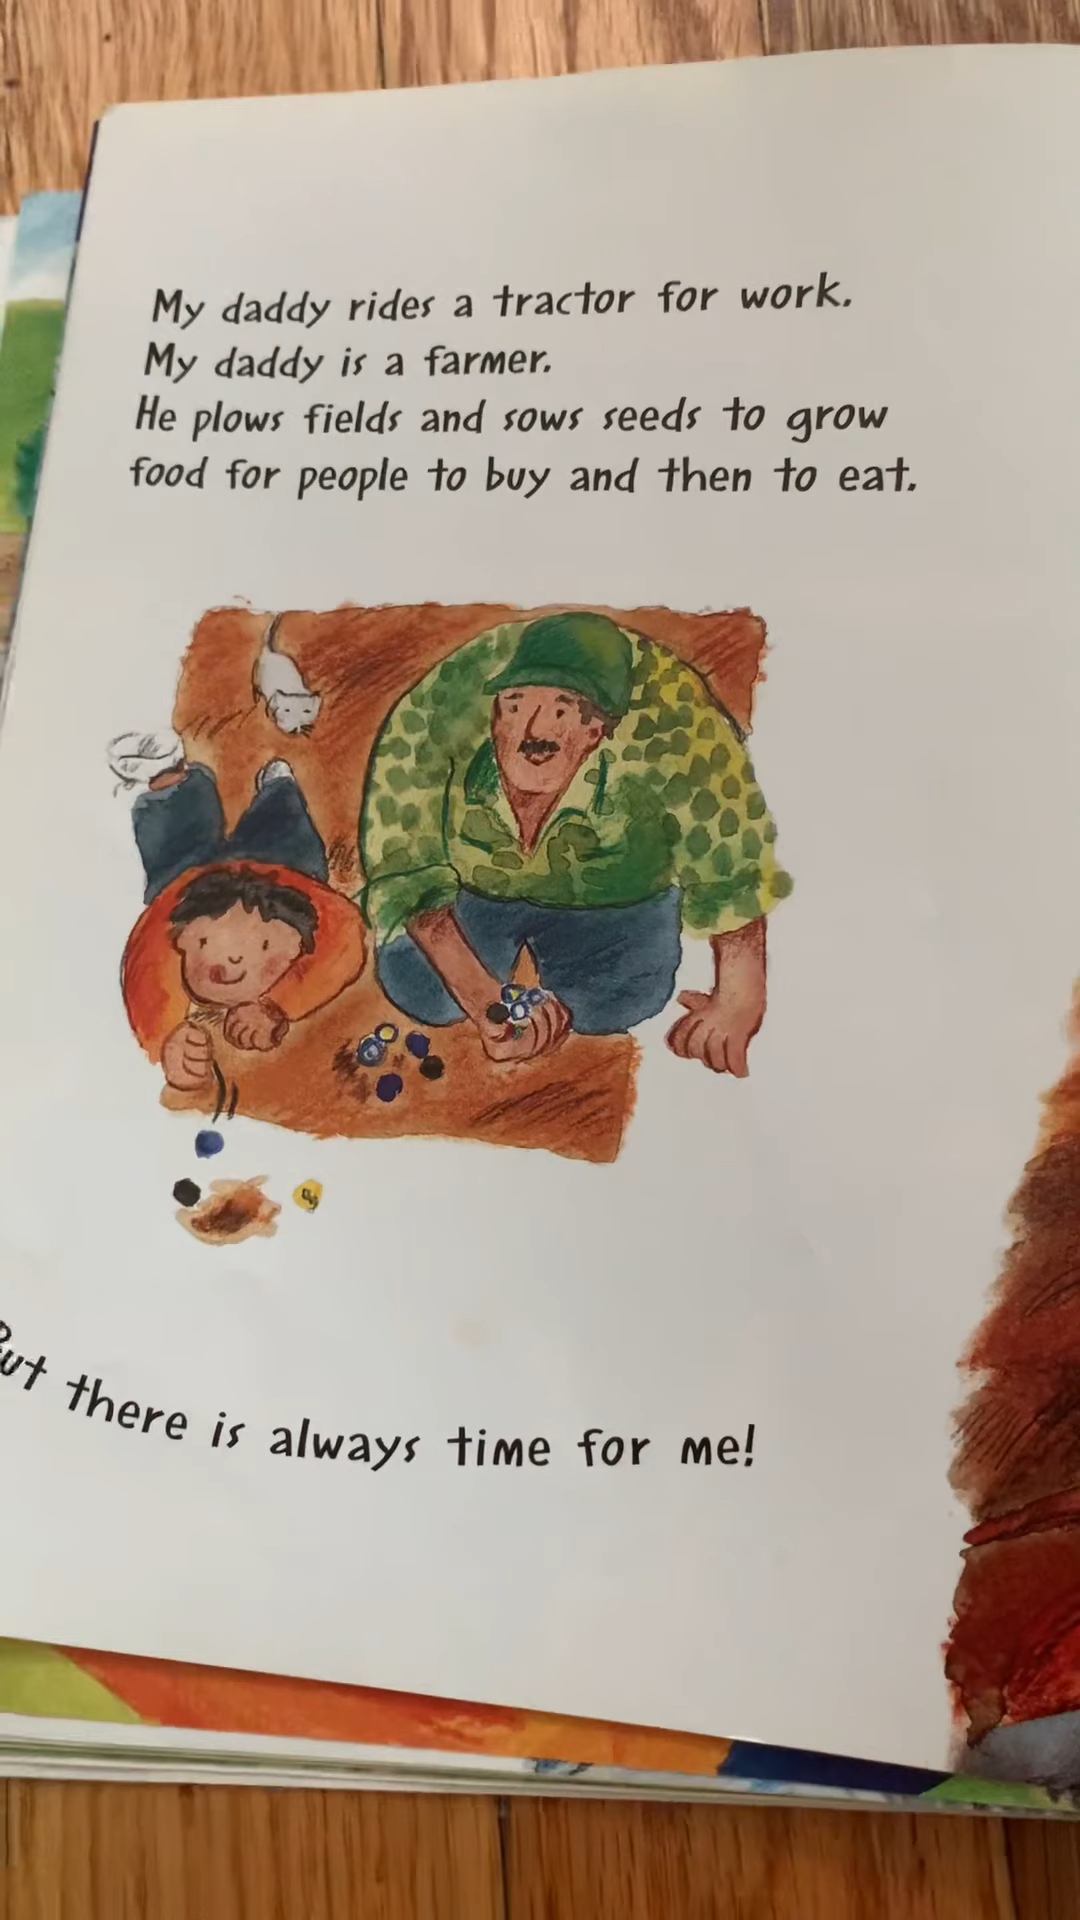 My daddy rides a tractor for work.
My daddy is a farmer.
He plows fields and sows seeds to grow
food for people to buy and then to eat.
But there is always time for me!